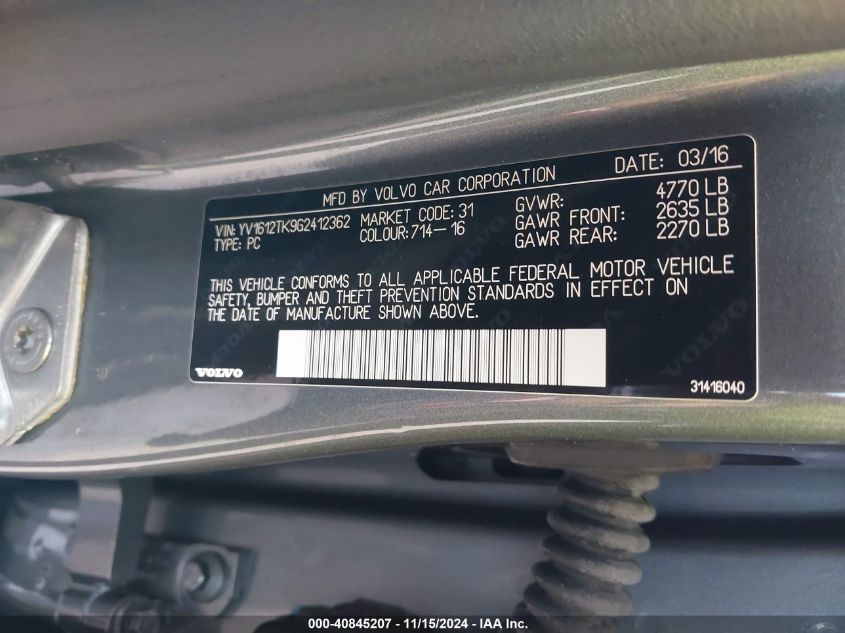 MFD BY VOLVO CAR CORPORATION DATE: 03/16
VIN: YV1612TK9G2412362 MARKET CODE: 31 GVWR: 4770 LB
TYPE: PC COLOUR: 714-16 GAWR FRONT: 2635 LB
GAWR REAR: 2270 LB
THIS VEHICLE CONFORMS TO ALL APPLICABLE FEDERAL MOTOR VEHICLE
SAFETY, BUMPER AND THEFT PREVENTION STANDARDS IN EFFECT ON
THE DATE OF MANUFACTURE SHOWN ABOVE.
VOLVO
31416040
000-40845207 - 11/15/2024 - IAA Inc.